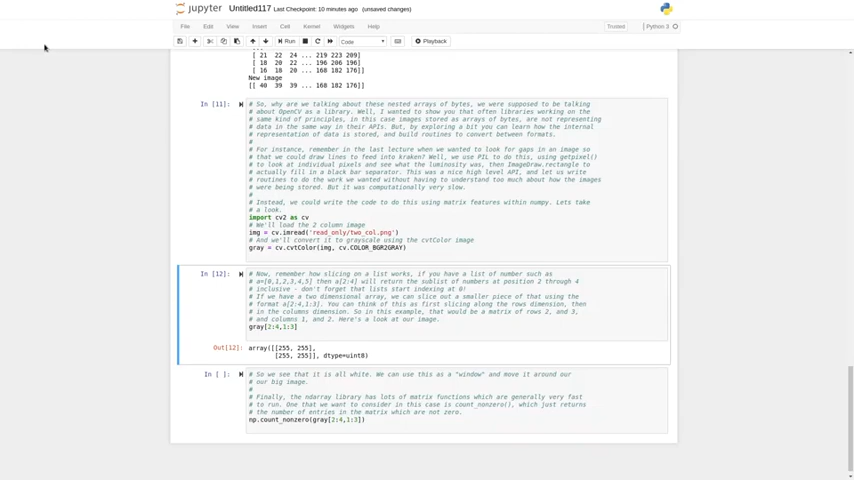 jupyter Untitled117 Last Checkpoint: 10 minutes ago (unsaved changes)
File Edit View Insert Cell Kernel Widgets Help Trusted Python 3
Run Code Playback
[ 21 22 24 ... 219 223 209]
[ 18 20 22 ... 196 206 196]
[ 16 18 20 ... 168 182 176]]
New image
[[ 40 39 39 ... 168 182 176]]
In [11]: # So, why are we talking about these nested arrays of bytes, we were supposed to be talking
# about OpenCV as a library. Well, I wanted to show you that often libraries working on the
# same kind of principles, in this case images stored as arrays of bytes, are not representing
# data in the same way in their APIs. But, by exploring a bit you can learn how the internal
# representation of data is stored, and build routines to convert between formats.
#
# For instance, remember in the last lecture when we wanted to look for gaps in an image so
# that we could draw lines to feed into kraken? Well, we use PIL to do this, using getpixel()
# to look at individual pixels and see what the luminosity was, then ImageDraw.rectangle to
# actually fill in a black bar separator. This was a nice high level API, and let us write
# routines to do the work we wanted without having to understand too much about how the images
# were being stored. But it was computationally very slow.
#
# Instead, we could write the code to do this using matrix features within numpy. Lets take
# a look.
import cv2 as cv
# We'll load the 2 column image
img = cv.imread('read_only/two_col.png')
# And we'll convert it to grayscale using the cvtColor image
gray = cv.cvtColor(img, cv.COLOR_BGR2GRAY)
In [12]: # Now, remember how slicing on a list works, if you have a list of number such as
# a=[0,1,2,3,4,5] then a[2:4] will return the sublist of numbers at position 2 through 4
# inclusive - don't forget that lists start indexing at 0!
# If we have a two dimensional array, we can slice out a smaller piece of that using the
# format a[2:4,1:3]. You can think of this as first slicing along the rows dimension, then
# in the columns dimension. So in this example, that would be a matrix of rows 2, and 3,
# and columns 1, and 2. Here's a look at our image.
gray[2:4,1:3]
Out[12]: array([[255, 255],
[255, 255]], dtype=uint8)
In [ ]: # So we see that it is all white. We can use this as a "window" and move it around our
# our big image.
#
# Finally, the ndarray library has lots of matrix functions which are generally very fast
# to run. One that we want to consider in this case is count_nonzero(), which just returns
# the number of entries in the matrix which are not zero.
np.count_nonzero(gray[2:4,1:3])